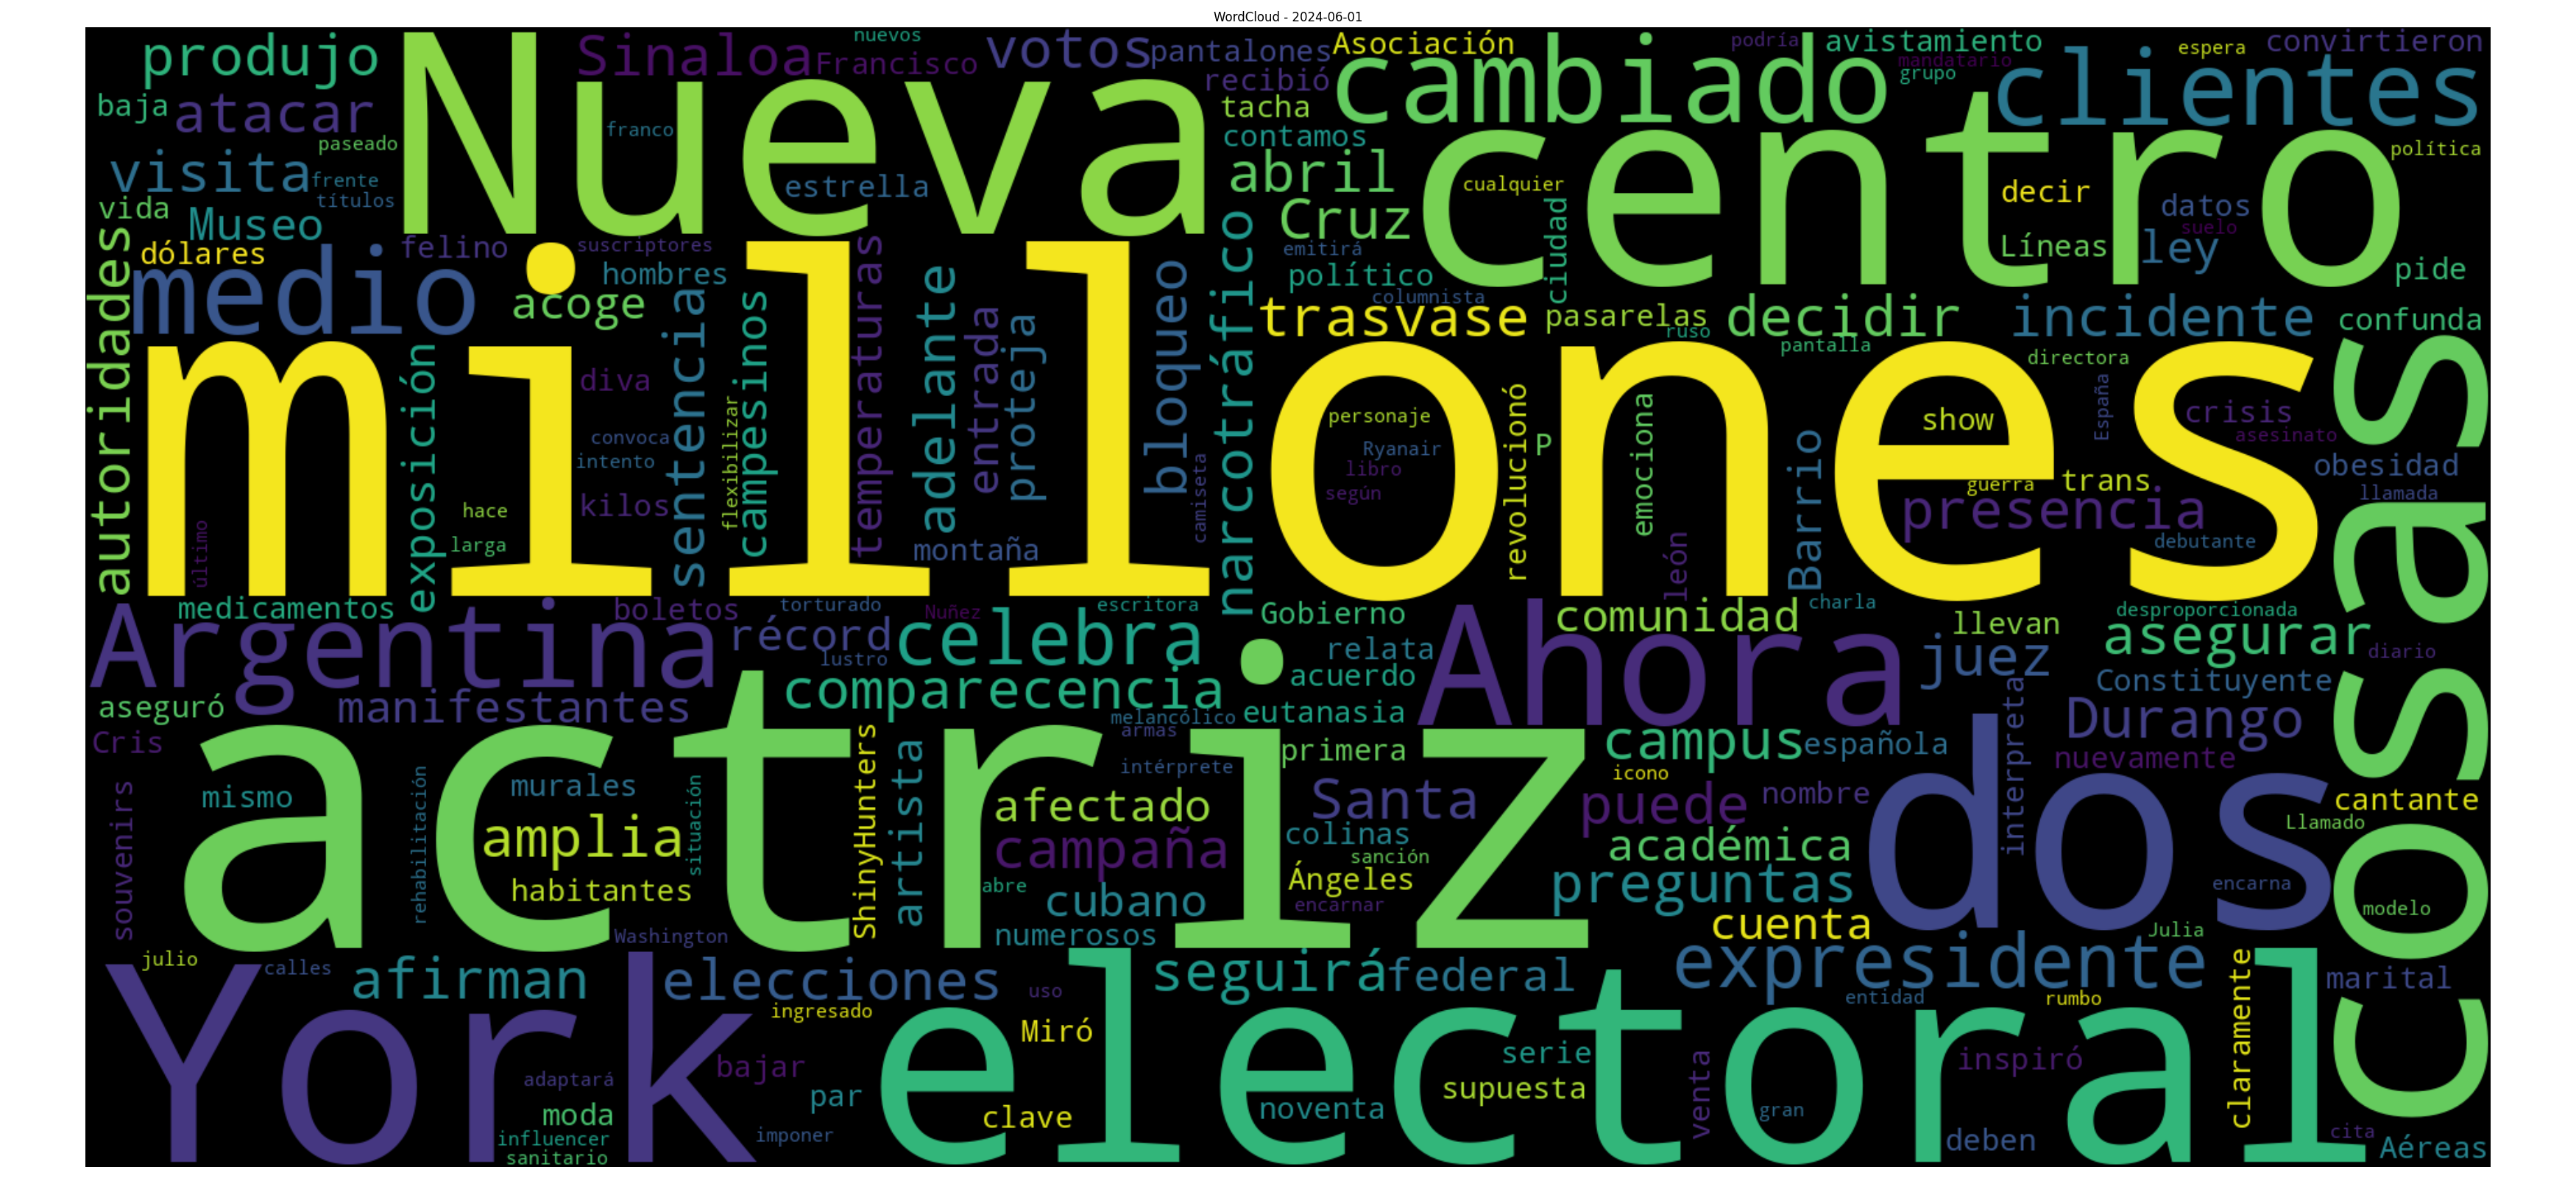 WordCloud - 2024-06-01
produjo
Nueva
Sinaloa
Francisco
nuevos
votos
pantalones
recibió
Asociación
cambiado
podría
mandatario
avistamiento
grupo
espera
convirtieron
clientes
baja
atacar
paseado
franco
tacha
contamos
centro
política
visita
frente
títulos
estrella
abril
cualquier
decir
datos
suelo
vida
Museo
Cruz
ciudad
Líneas
ley
pide
autoridades
dólares
medio
felino
suscriptores
hombres
acoge
temperaturas
narcotráfico
emitirá
político
columnista
trasvase
pasarelas
ruso
decidir
pantalla
incidente
directora
confunda
cosas
millones
exposición
diva
convoca
intento
kilos
hace
larga
último
sentencia
flexibilizar
campesinos
adelante
entrada
proteja
montaña
bloqueo
camiseta
personaje
Ryanair
libro
según
revolucionó
P
emociona
león
Barrio
show
guerra
trans
presencia
España
crisis
asesinato
obesidad
llamada
debutante
medicamentos
Argentina
boletos
récord
torturado
lustro
Nuñez
celebra
escritora
Gobierno
relata
acuerdo
Ahora
comunidad
charla
llevan
juez
desproporcionada
asegurar
diario
Constituyente
aseguró
manifestantes
comparecencia
eutanasia
melancólico
armas
intérprete
primera
Durango
nuevamente
Cris
actriz
campus
española
icono
interpreta
souvenirs
mismo
rehabilitación
murales
amplia
situación
habitantes
ShinyHunters
artista
afectado
campaña
abre
cubano
numerosos
Santa
colinas
sanción
Ángeles
encarnar
puede
nombre
académica
preguntas
cuenta
dos
cantante
Llamado
encarna
modelo
Julia
Washington
julio
calles
York
afirman
elecciones
ingresado
uso
Miró
seguirá
federal
expresidente
entidad
rumbo
claramente
marital
electoral
adaptará
moda
influencer
sanitario
bajar
par
imponer
clave
serie
supuesta
noventa
venta
gran
inspiró
deben
cita
Aéreas